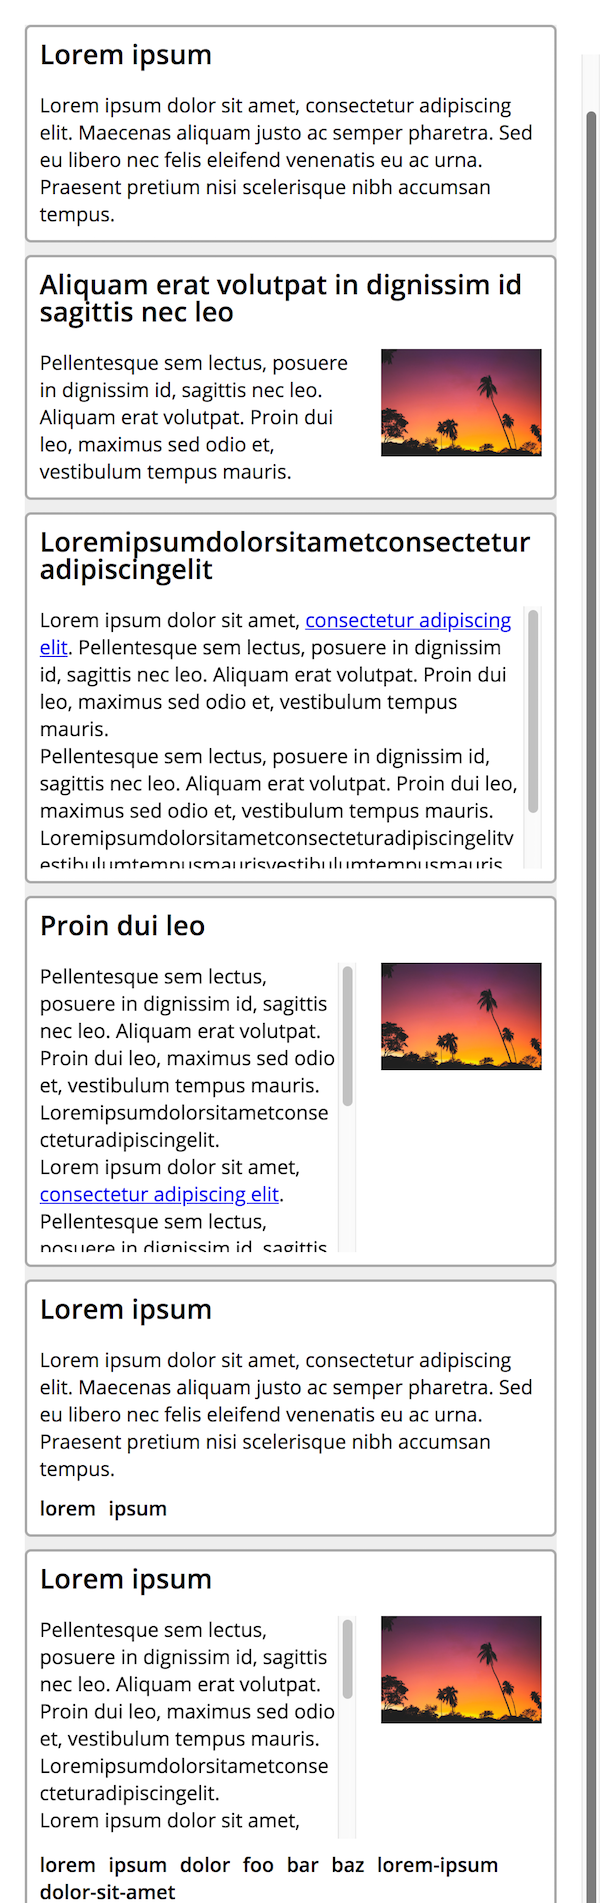 Lorem ipsum
Lorem ipsum dolor sit amet, consectetur adipiscing
elit. Maecenas aliquam justo ac semper pharetra. Sed
eu libero nec felis eleifend venenatis eu ac urna.
Praesent pretium nisi scelerisque nibh accumsan
tempus.
Aliquam erat volutpat in dignissim id
sagittis nec leo
Pellentesque sem lectus, posuere
in dignissim id, sagittis nec leo.
Aliquam erat volutpat. Proin dui
leo, maximus sed odio et,
vestibulum tempus mauris.
Loremipsumdolorsitametconsectetur
adipiscingelit
Lorem ipsum dolor sit amet, consectetur adipiscing
elit. Pellentesque sem lectus, posuere in dignissim
id, sagittis nec leo. Aliquam erat volutpat. Proin dui
leo, maximus sed odio et, vestibulum tempus
mauris.
Pellentesque sem lectus, posuere in dignissim id,
sagittis nec leo. Aliquam erat volutpat. Proin dui leo,
maximus sed odio et, vestibulum tempus mauris.
Loremipsumdolorsitametconsecteturadipiscingelitv
estibulumtempusmaurisvestibulumtempusmauris
Proin dui leo
Pellentesque sem lectus,
posuere in dignissim id, sagittis
nec leo. Aliquam erat volutpat.
Proin dui leo, maximus sed odio
et, vestibulum tempus mauris.
Loremipsumdolorsitametconse
cteturadipiscingelit.
Lorem ipsum dolor sit amet,
consectetur adipiscing elit.
Pellentesque sem lectus,
posuere in dignissim id, sagittis
Lorem ipsum
Lorem ipsum dolor sit amet, consectetur adipiscing
elit. Maecenas aliquam justo ac semper pharetra. Sed
eu libero nec felis eleifend venenatis eu ac urna.
Praesent pretium nisi scelerisque nibh accumsan
tempus.
lorem ipsum
Lorem ipsum
Pellentesque sem lectus,
posuere in dignissim id, sagittis
nec leo. Aliquam erat volutpat.
Proin dui leo, maximus sed odio
et, vestibulum tempus mauris.
Loremipsumdolorsitametconse
cteturadipiscingelit.
Lorem ipsum dolor sit amet,
lorem ipsum dolor foo bar baz lorem-ipsum
dolor-sit-amet